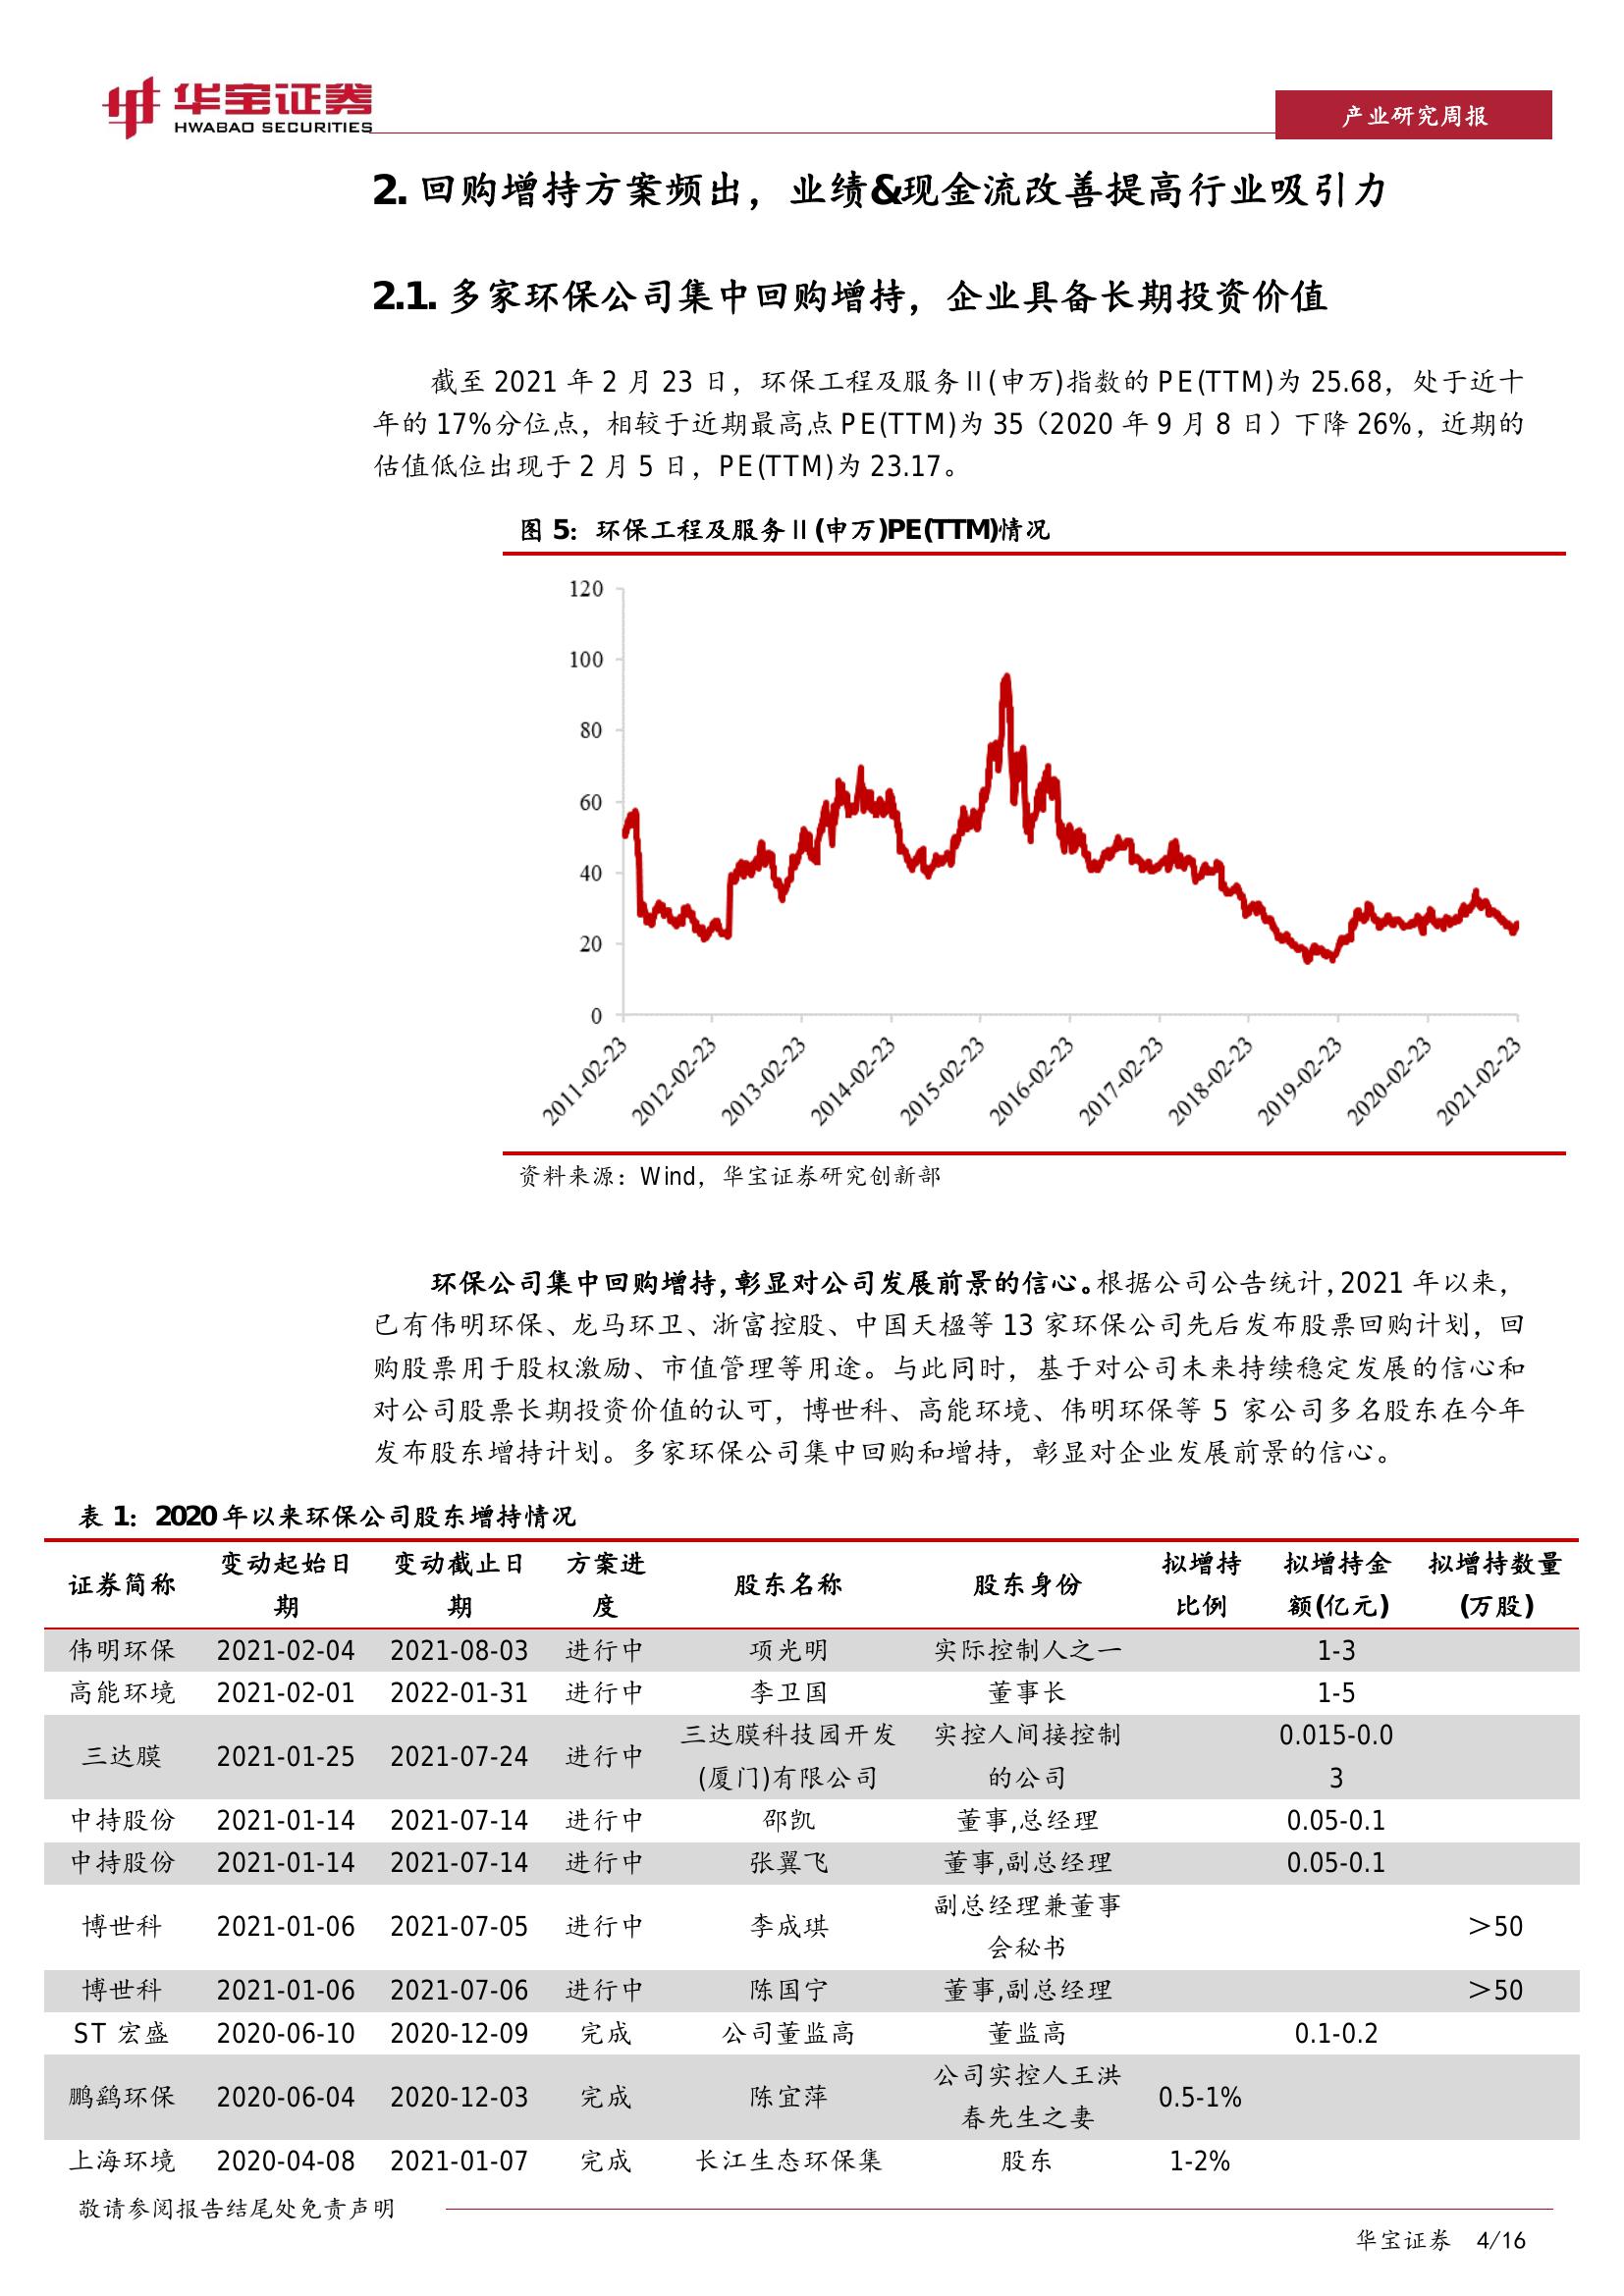 华宝证券
HWABAO SECURITIES
产业研究周报
2. 回购增持方案频出，业绩&现金流改善提高行业吸引力
2.1. 多家环保公司集中回购增持，企业具备长期投资价值
截至 2021 年 2 月 23 日，环保工程及服务Ⅱ(申万)指数的 PE(TTM)为 25.68，处于近十
年的 17%分位点，相较于近期最高点 PE(TTM)为 35（2020 年 9 月 8 日）下降 26%，近期的
估值低位出现于 2 月 5 日，PE(TTM)为 23.17。
图 5：环保工程及服务Ⅱ(申万)PE(TTM)情况
120
100
80
60
40
20
0
2011-02-23 2012-02-23 2013-02-23 2014-02-23 2015-02-23 2016-02-23 2017-02-23 2018-02-23 2019-02-23 2020-02-23 2021-02-23
资料来源：Wind，华宝证券研究创新部
环保公司集中回购增持，彰显对公司发展前景的信心。根据公司公告统计，2021 年以来，
已有伟明环保、龙马环卫、浙富控股、中国天楹等 13 家环保公司先后发布股票回购计划，回
购股票用于股权激励、市值管理等用途。与此同时，基于对公司未来持续稳定发展的信心和
对公司股票长期投资价值的认可，博世科、高能环境、伟明环保等 5 家公司多名股东在今年
发布股东增持计划。多家环保公司集中回购和增持，彰显对企业发展前景的信心。
表 1：2020 年以来环保公司股东增持情况
证券简称 变动起始日期 变动截止日期 方案进度 股东名称 股东身份 拟增持比例 拟增持金额(亿元) 拟增持数量(万股)
伟明环保 2021-02-04 2021-08-03 进行中 项光明 实际控制人之一 1-3
高能环境 2021-02-01 2022-01-31 进行中 李卫国 董事长 1-5
三达膜 2021-01-25 2021-07-24 进行中 三达膜科技园开发(厦门)有限公司 实控人间接控制的公司 0.015-0.03
中持股份 2021-01-14 2021-07-14 进行中 邵凯 董事,总经理 0.05-0.1
中持股份 2021-01-14 2021-07-14 进行中 张翼飞 董事,副总经理 0.05-0.1
博世科 2021-01-06 2021-07-05 进行中 李成琪 副总经理兼董事会秘书 ＞50
博世科 2021-01-06 2021-07-06 进行中 陈国宁 董事,副总经理 ＞50
ST 宏盛 2020-06-10 2020-12-09 完成 公司董监高 董监高 0.1-0.2
鹏鹞环保 2020-06-04 2020-12-03 完成 陈宜萍 公司实控人王洪春先生之妻 0.5-1%
上海环境 2020-04-08 2021-01-07 完成 长江生态环保集 股东 1-2%
敬请参阅报告结尾处免责声明
华宝证券 4/16